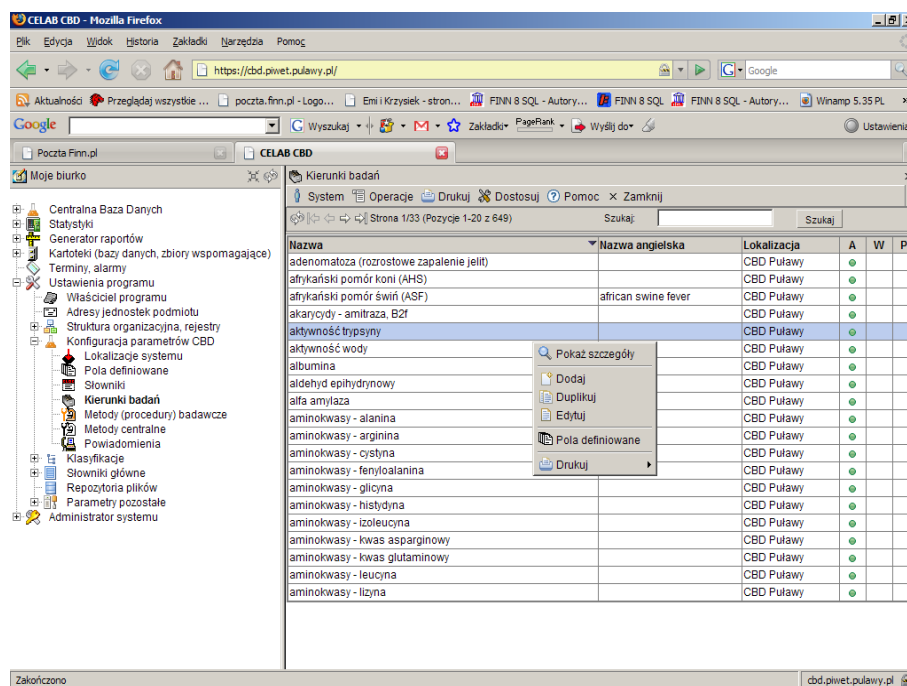 CELAB CBD - Mozilla Firefox
Plik Edycja Widok Historia Zakładki Narzędzia Pomoc
https://cbd.piwet.pulawy.pl/ G Google
Aktualności Przeglądaj wszystkie ... poczta.finn.pl - Logo... Emi i Krzysiek - stron... FINN 8 SQL - Autory... FINN 8 SQL FINN 8 SQL - Autory... Winamp 5.35 PL
Google G Wyszukaj M Zakładki PageRank Wyślij do Ustawienia
Poczta Finn.pl CELAB CBD
Moje biurko
Centralna Baza Danych
Statystyki
Generator raportów
Kartoteki (bazy danych, zbiory wspomagające)
Terminy, alarmy
Ustawienia programu
Właściciel programu
Adresy jednostek podmiotu
Struktura organizacyjna, rejestry
Konfiguracja parametrów CBD
Lokalizacje systemu
Pola definiowane
Słowniki
Kierunki badań
Metody (procedury) badawcze
Metody centralne
Powiadomienia
Klasyfikacje
Słowniki główne
Repozytoria plików
Parametry pozostałe
Administrator systemu
Kierunki badań
System Operacje Drukuj Dostosuj Pomoc Zamknij
Strona 1/33 (Pozycje 1-20 z 649) Szukaj: Szukaj
Nazwa Nazwa angielska Lokalizacja A W P
adenomatoza (rozrostowe zapalenie jelit) CBD Puławy
afrykański pomór koni (AHS) CBD Puławy
afrykański pomór świń (ASF) african swine fever CBD Puławy
akarycydy - amitraza, B2f CBD Puławy
aktywność trypsyny CBD Puławy
aktywność wody CBD Puławy
albumina CBD Puławy
aldehyd epihydrynowy CBD Puławy
alfa amylaza CBD Puławy
aminokwasy - alanina CBD Puławy
aminokwasy - arginina CBD Puławy
aminokwasy - cystyna CBD Puławy
aminokwasy - fenyloalanina CBD Puławy
aminokwasy - glicyna CBD Puławy
aminokwasy - histydyna CBD Puławy
aminokwasy - izoleucyna CBD Puławy
aminokwasy - kwas asparginowy CBD Puławy
aminokwasy - kwas glutaminowy CBD Puławy
aminokwasy - leucyna CBD Puławy
aminokwasy - lizyna CBD Puławy
Pokaż szczegóły
Dodaj
Duplikuj
Edytuj
Pola definiowane
Drukuj
Zakończono cbd.piwet.pulawy.pl